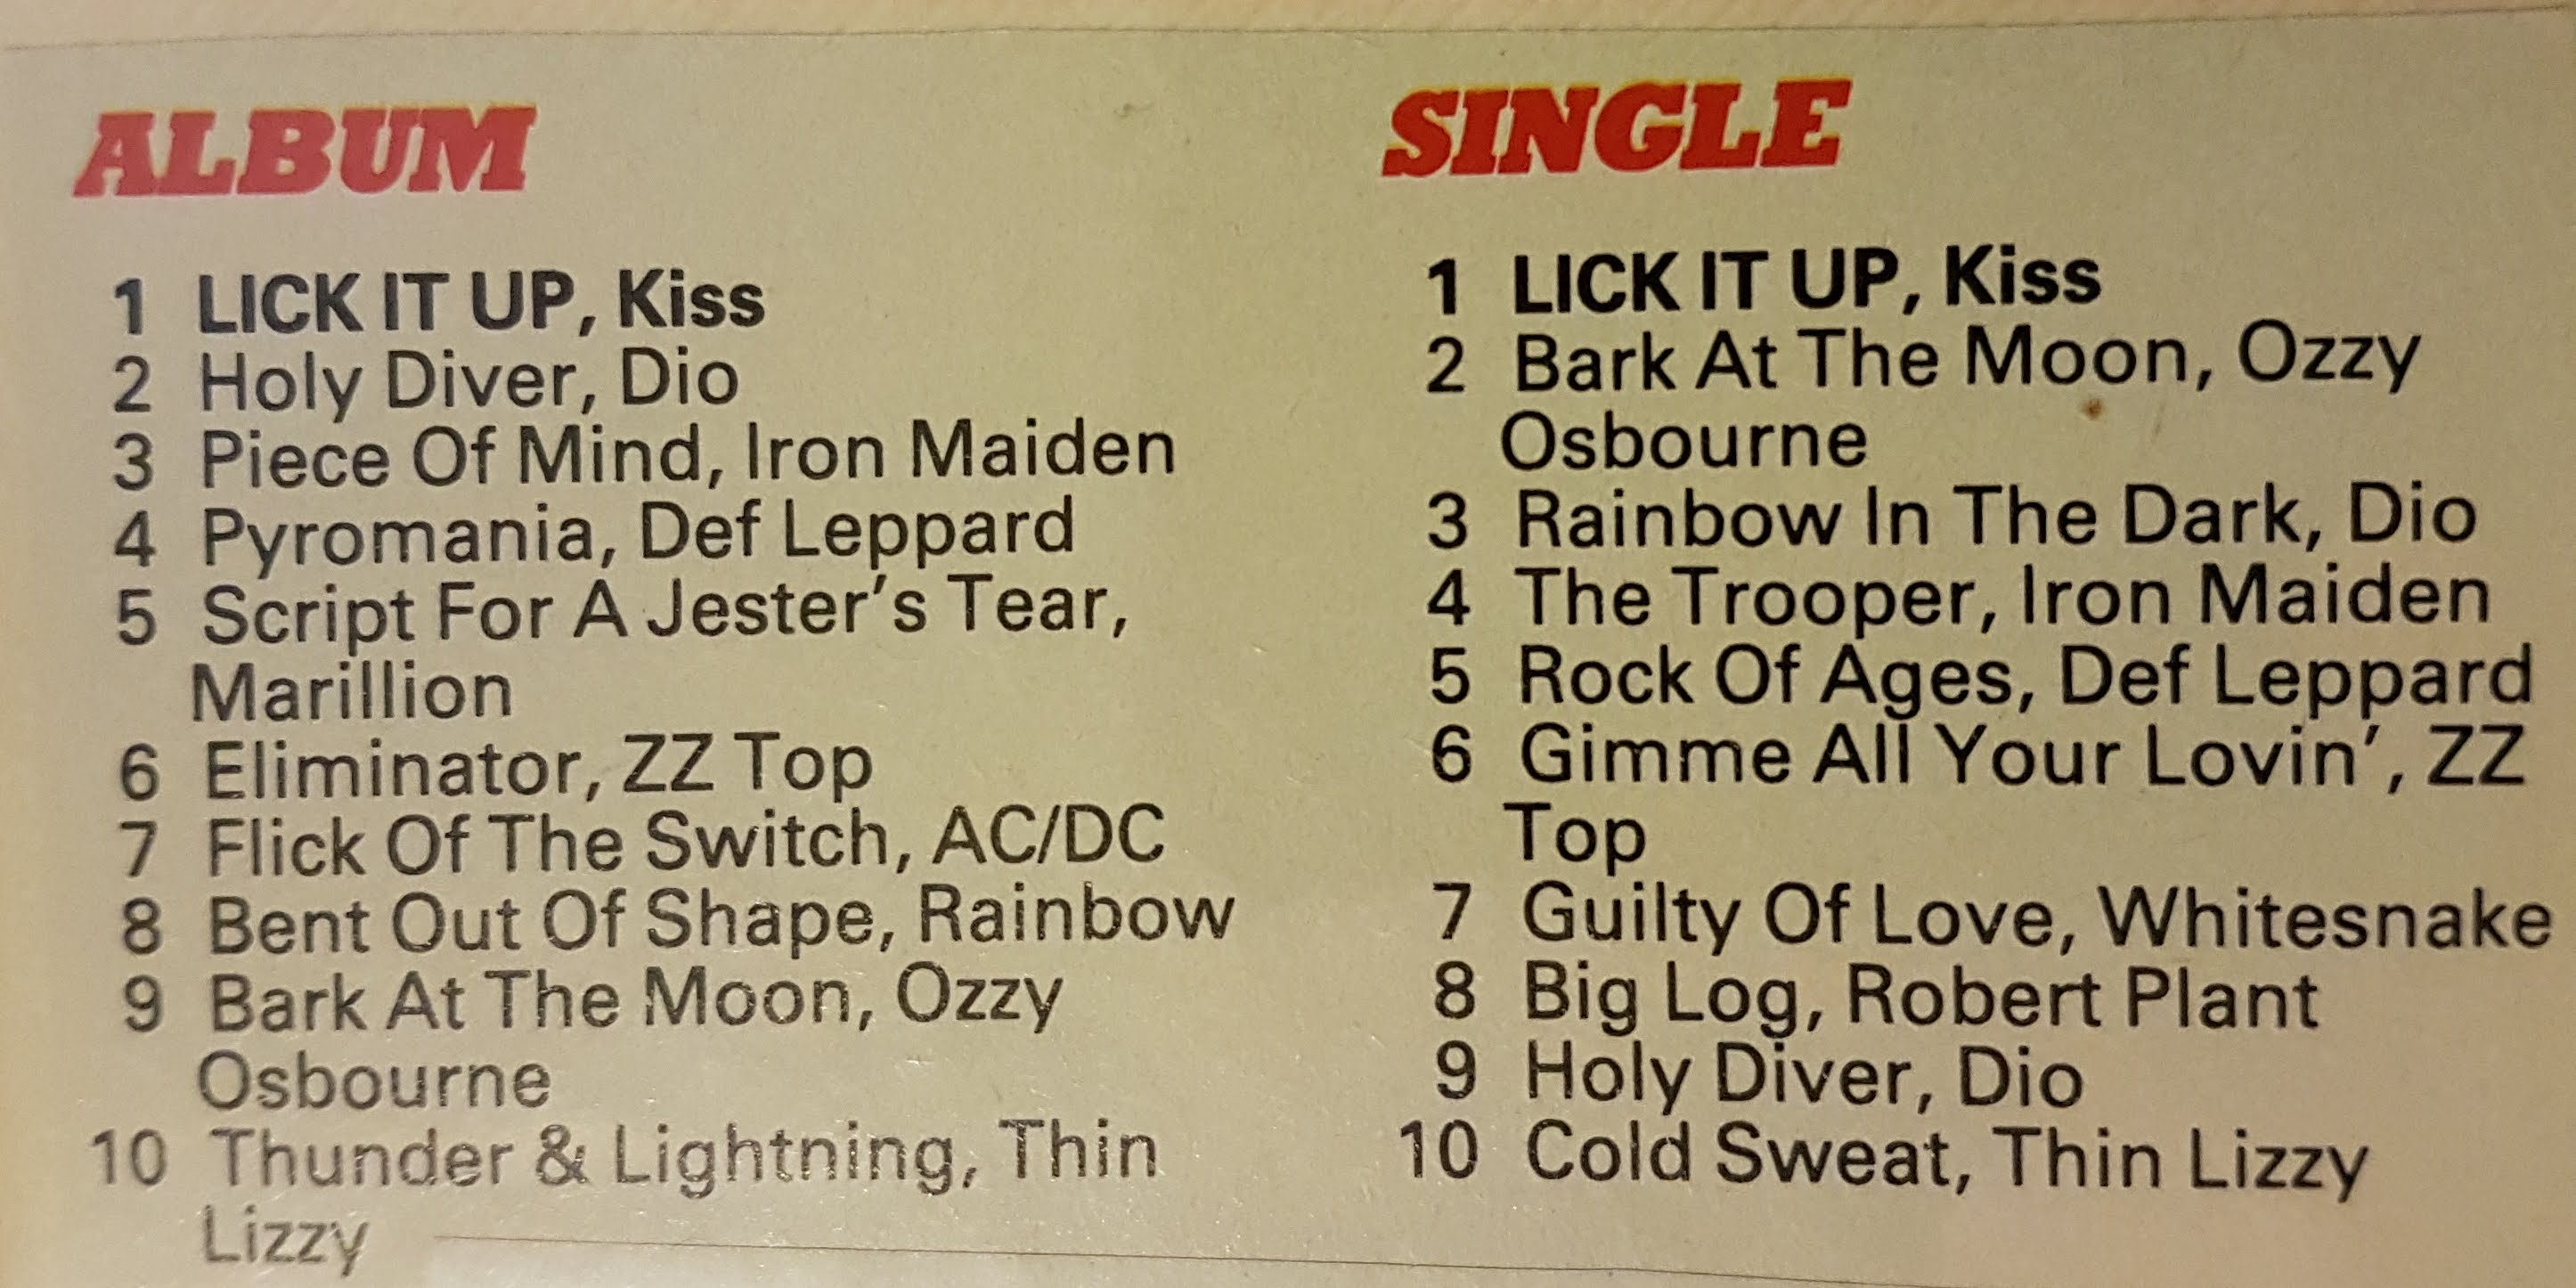 ALBUM
1 LICK IT UP, Kiss
2 Holy Diver, Dio
3 Piece Of Mind, Iron Maiden
4 Pyromania, Def Leppard
5 Script For A Jester's Tear,
Marillion
6 Eliminator, ZZ Top
7 Flick Of The Switch, AC/DC
8 Bent Out Of Shape, Rainbow
9 Bark At The Moon, Ozzy
Osbourne
10 Thunder & Lightning, Thin
Lizzy
SINGLE
1 LICK IT UP, Kiss
2 Bark At The Moon, Ozzy
Osbourne
3 Rainbow In The Dark, Dio
4 The Trooper, Iron Maiden
5 Rock Of Ages, Def Leppard
6 Gimme All Your Lovin', ZZ
Top
7 Guilty Of Love, Whitesnake
8 Big Log, Robert Plant
9 Holy Diver, Dio
10 Cold Sweat, Thin Lizzy